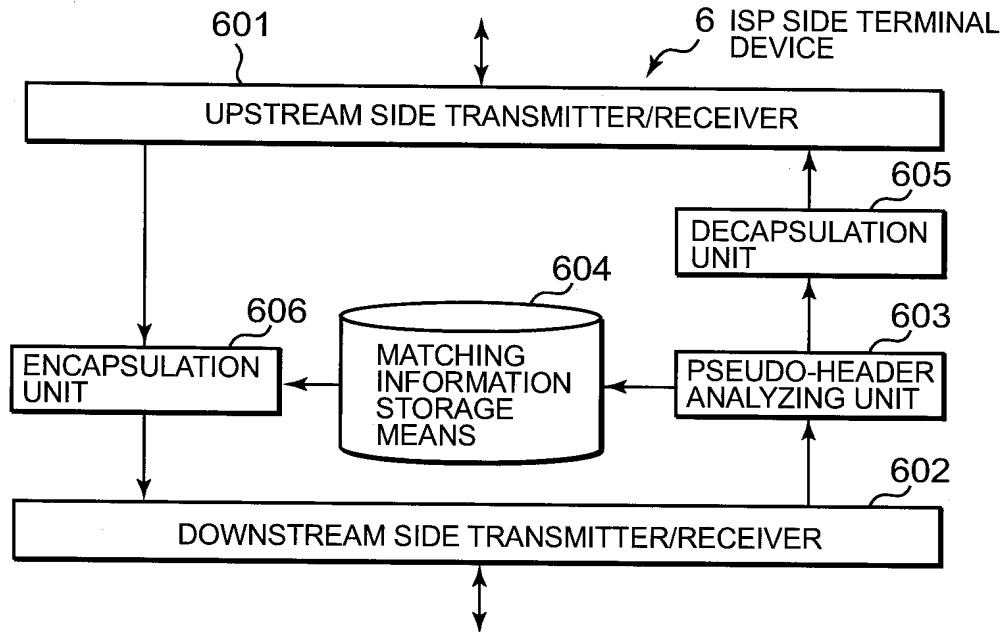 601
6 ISP SIDE TERMINAL
DEVICE
UPSTREAM SIDE TRANSMITTER/RECEIVER
605
DECAPSULATION
UNIT
604
606
603
ENCAPSULATION
UNIT
MATCHING
INFORMATION
STORAGE
MEANS
PSEUDO-HEADER
ANALYZING UNIT
602
DOWNSTREAM SIDE TRANSMITTER/RECEIVER